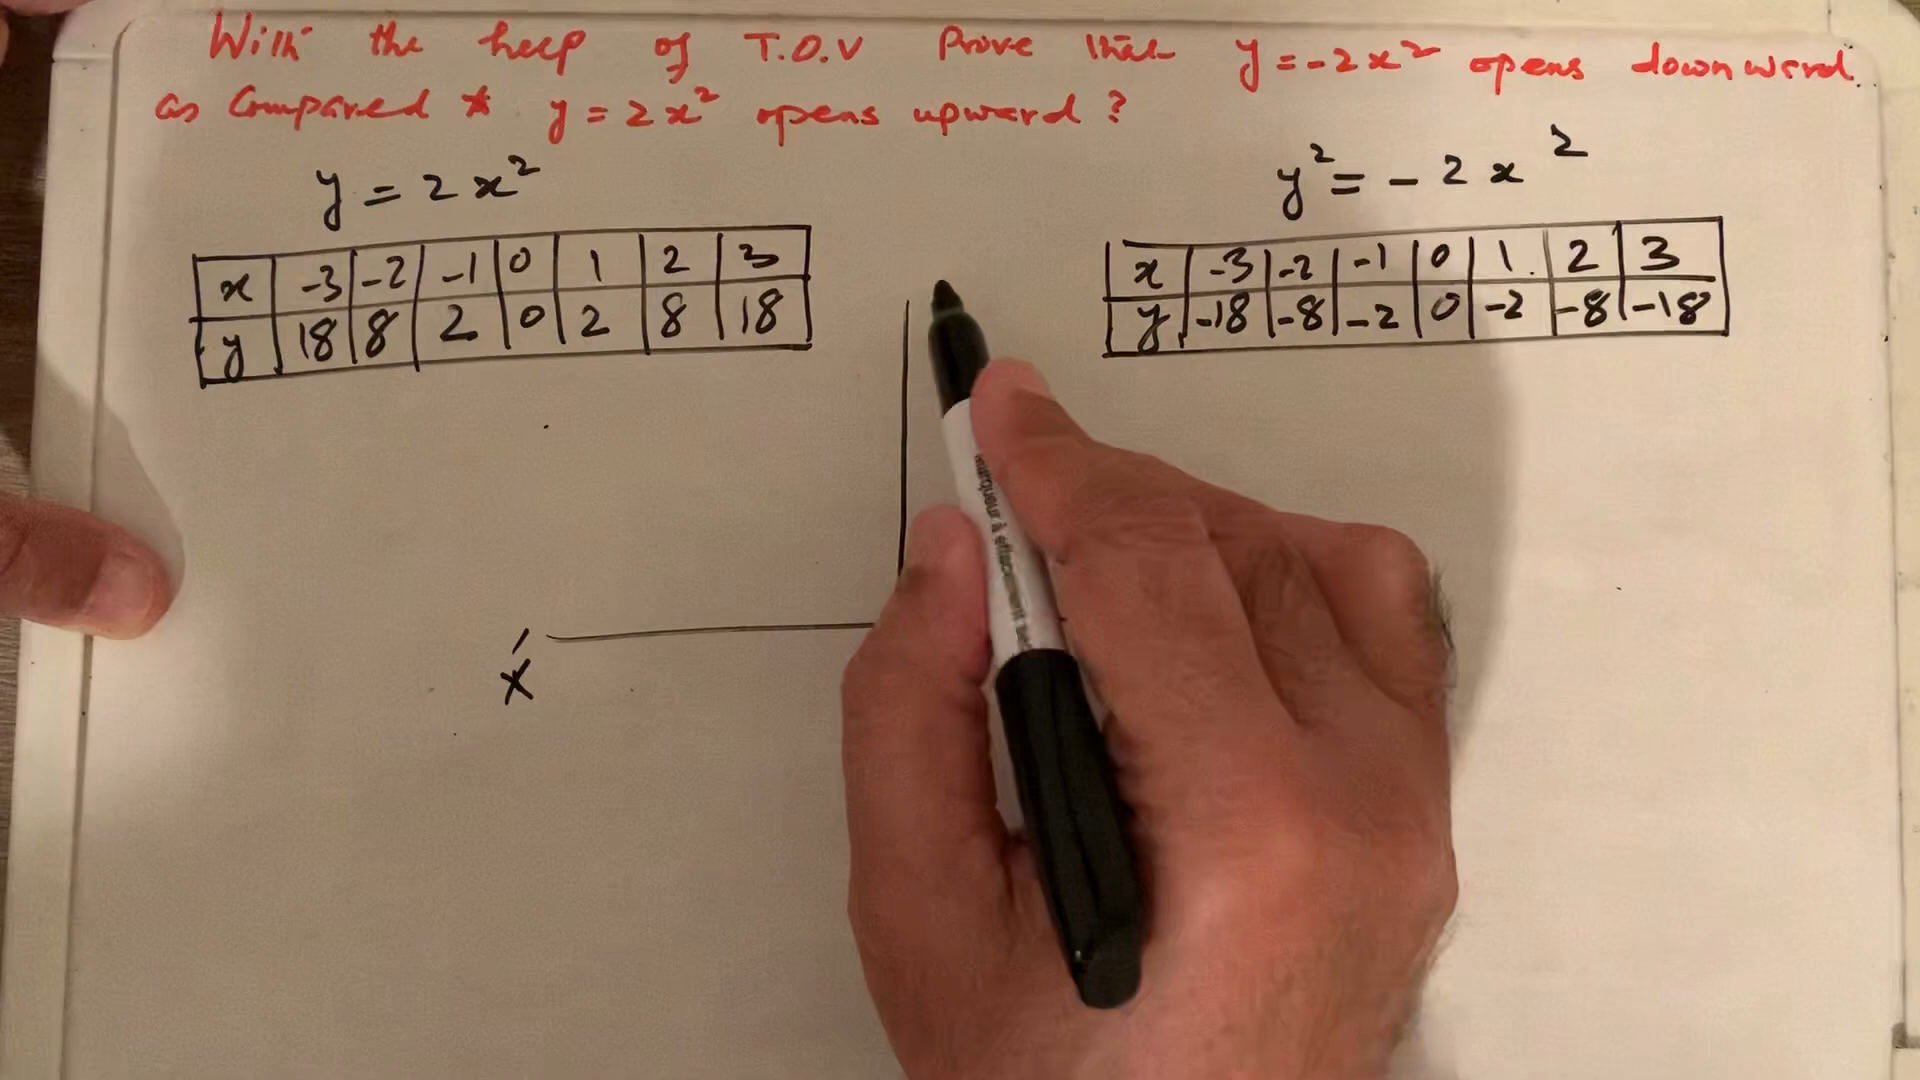 With the help of T.O.V Prove that y=-2x² opens downward
as Compared to y=2x² opens upward?
y=2x²
y²=-2x²
x -3 -2 -1 0 1 2 3
y 18 8 2 0 2 8 18
x -3 -2 -1 0 1 2 3
y -18 -8 -2 0 -2 -8 -18
X'